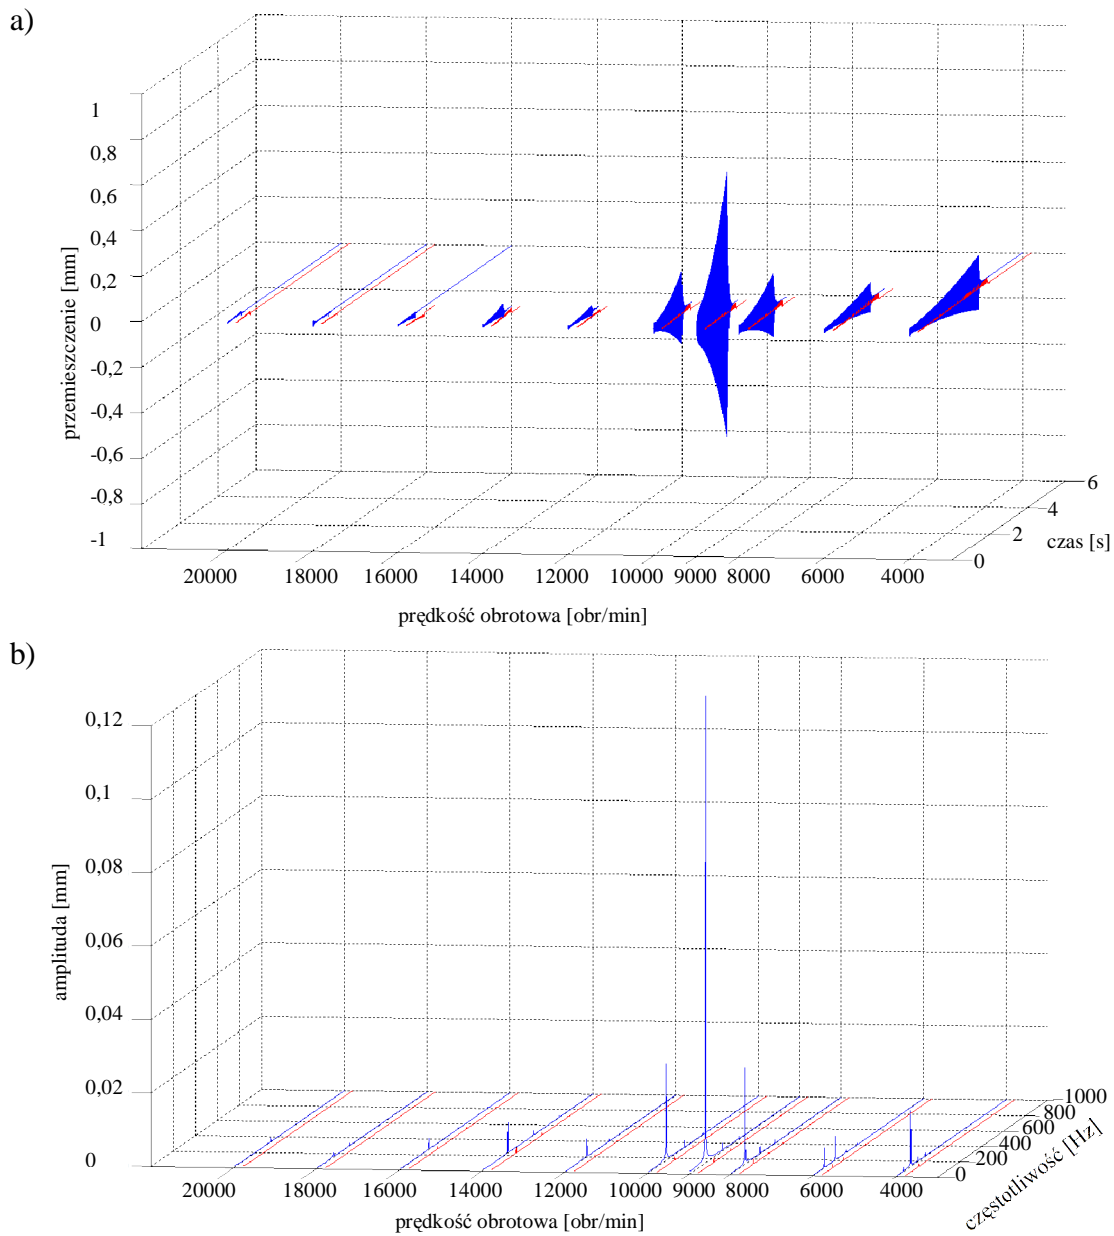 a)
1
0,8
0,6
0,4
0,2
0
-0,2
-0,4
-0,6
-0,8
-1
przemieszczenie [mm]
20000 18000 16000 14000 12000 10000 9000 8000 6000 4000
prędkość obrotowa [obr/min]
0 2 4 6
czas [s]
b)
0,12
0,1
0,08
0,06
0,04
0,02
0
amplituda [mm]
20000 18000 16000 14000 12000 10000 9000 8000 6000 4000
prędkość obrotowa [obr/min]
0 200 400 600 800 1000
częstotliwość [Hz]